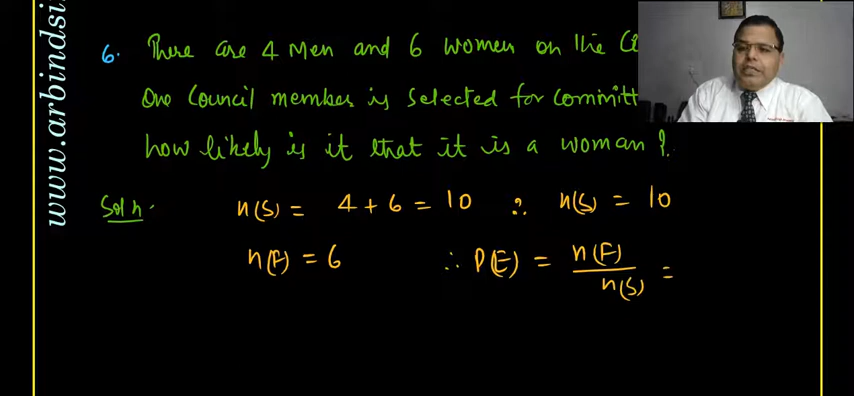 www.arbindsi
6. There are 4 Men and 6 women on the
One Council member is selected for
how likely is it that it is a woman?
Soln. n(S) = 4 + 6 = 10 ∴ n(S) = 10
n(F) = 6 ∴ P(E) = n(F) / n(S) =